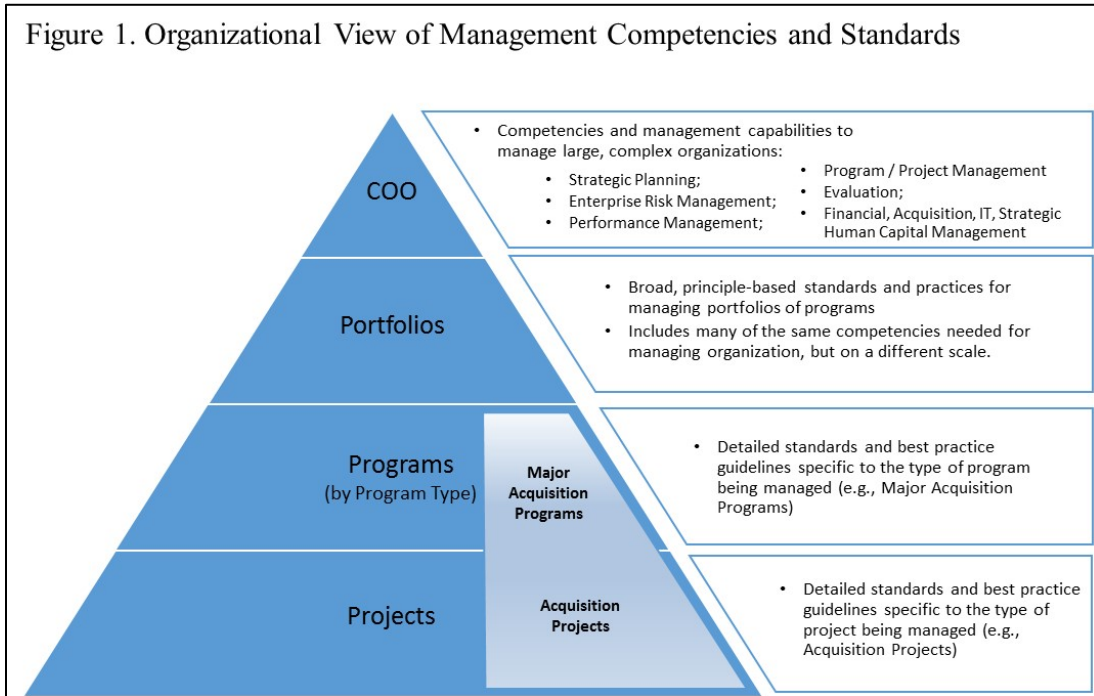 Figure 1. Organizational View of Management Competencies and Standards
COO
• Competencies and management capabilities to
manage large, complex organizations:
• Strategic Planning;
• Enterprise Risk Management;
• Performance Management;
• Program / Project Management
• Evaluation;
• Financial, Acquisition, IT, Strategic
Human Capital Management
Portfolios
• Broad, principle-based standards and practices for
managing portfolios of programs
• Includes many of the same competencies needed for
managing organization, but on a different scale.
Programs
(by Program Type)
Major
Acquisition
Programs
• Detailed standards and best practice
guidelines specific to the type of program
being managed (e.g., Major Acquisition
Programs)
Projects
Acquisition
Projects
• Detailed standards and best practice
guidelines specific to the type of
project being managed (e.g.,
Acquisition Projects)